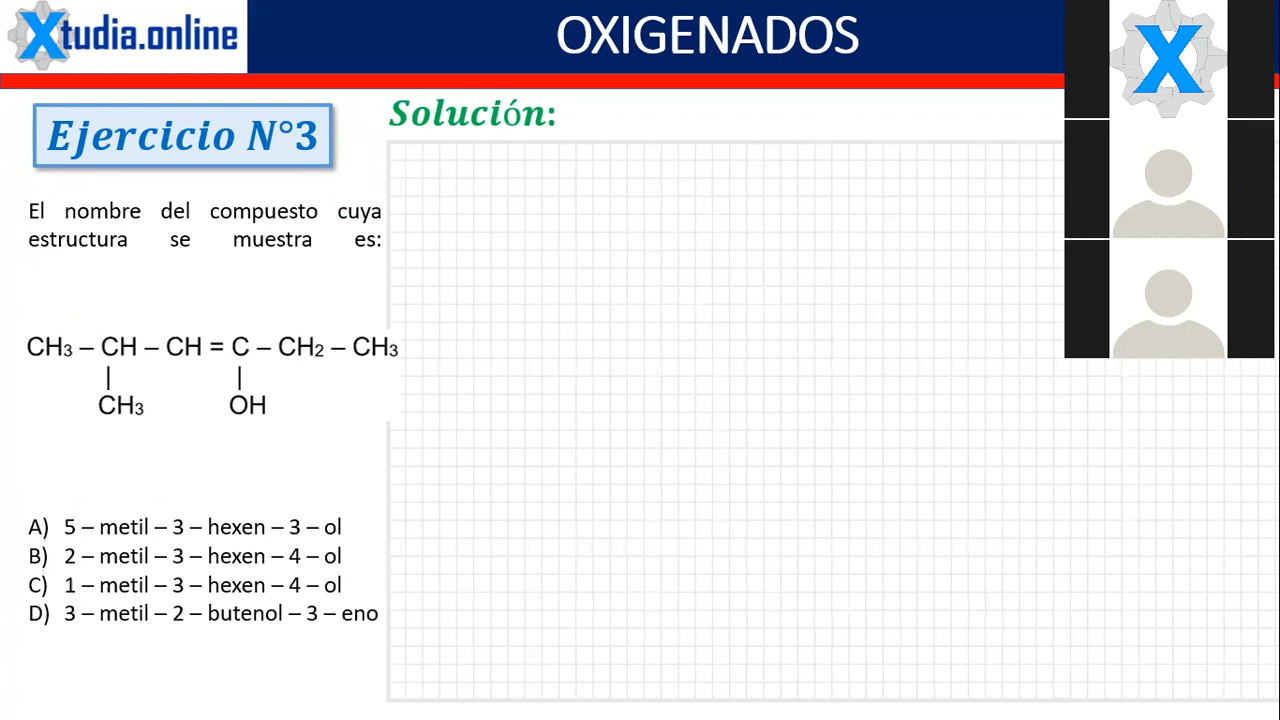 Xtudia.online
OXIGENADOS
X
Ejercicio N°3
Solución:
El nombre del compuesto cuya
estructura se muestra es:
CH3 – CH – CH = C – CH2 – CH3
| |
CH3 OH
A) 5 – metil – 3 – hexen – 3 – ol
B) 2 – metil – 3 – hexen – 4 – ol
C) 1 – metil – 3 – hexen – 4 – ol
D) 3 – metil – 2 – butenol – 3 – eno